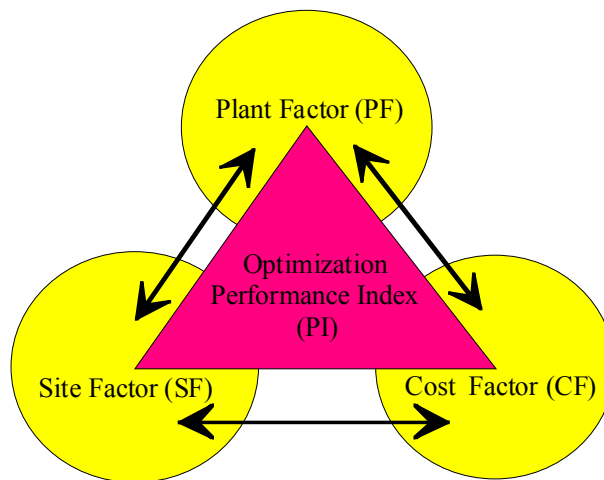 Plant Factor (PF)
Optimization
Performance Index
(PI)
Site Factor (SF)
Cost Factor (CF)